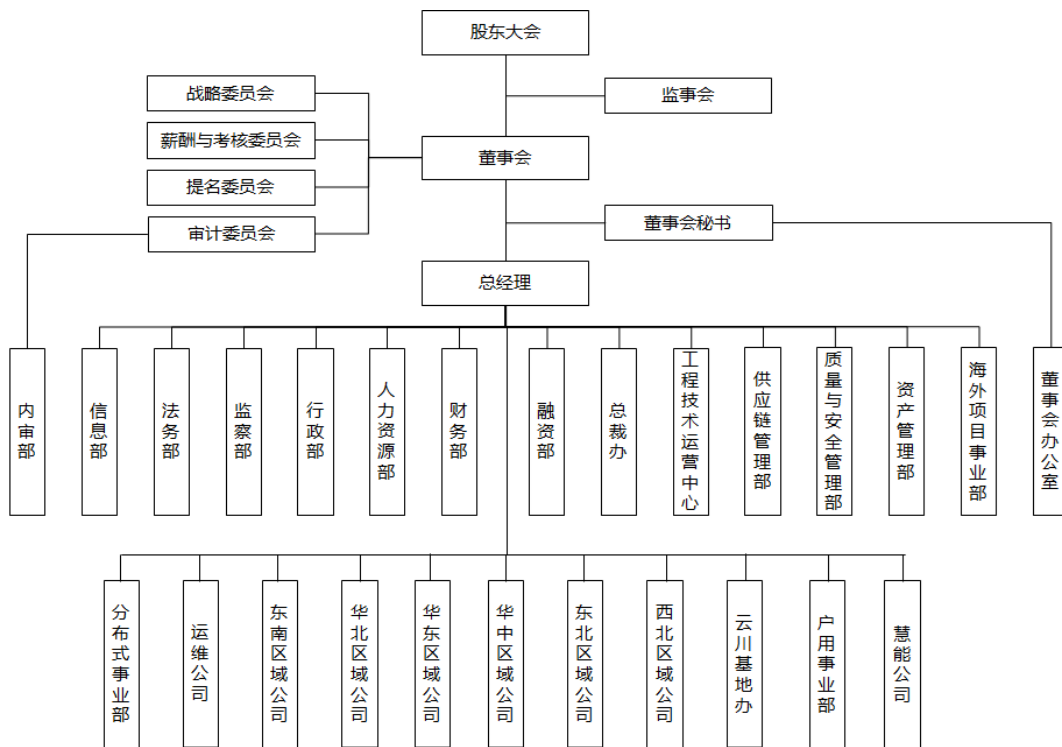 股东大会
战略委员会
监事会
薪酬与考核委员会
董事会
提名委员会
审计委员会
董事会秘书
总经理
内审部
信息部
法务部
监察部
行政部
人力资源部
财务部
融资部
总裁办
工程技术运营中心
供应链管理部
质量与安全管理部
资产管理部
海外项目事业部
董事会办公室
分布式事业部
运维公司
东南区域公司
华北区域公司
华东区域公司
华中区域公司
东北区域公司
西北区域公司
云川基地办
户用事业部
慧能公司